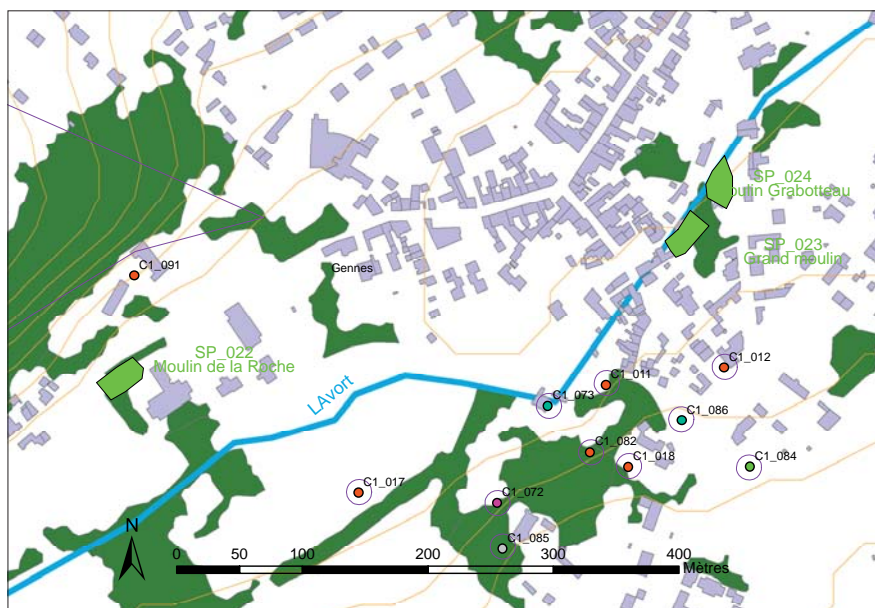 SP_024
oulin Grabotteau
SP_023
Grand moulin
Gennes
C1_091
SP_022
Moulin de la Roche
C1_012
C1_011
LAvort
C1_073
C1_086
C1_082
C1_018
C1_084
C1_017
C1_072
N
C1_085
0 50 100 200 300 400
Mètres